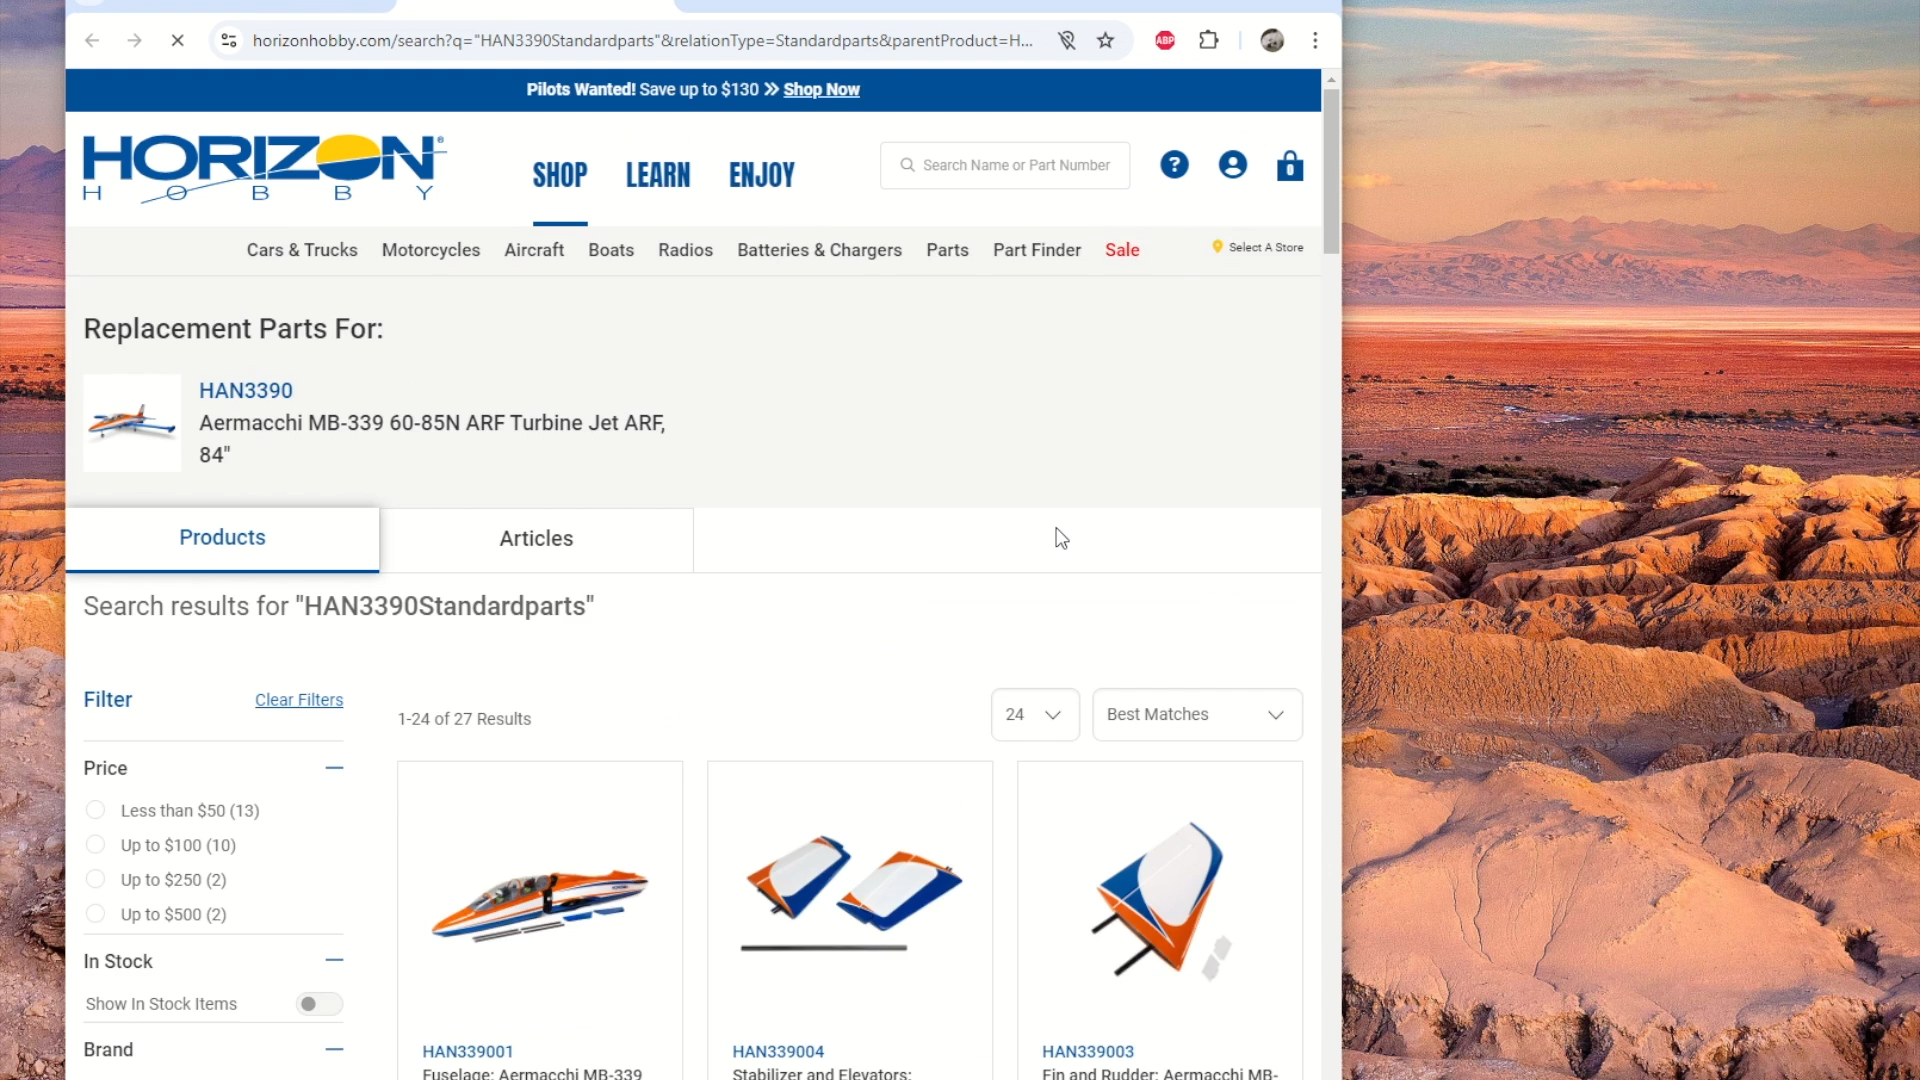 horizonhobby.com/search?q="HAN3390Standardparts"&relationType=Standardparts&parentProduct=H...
ABP
Pilots Wanted! Save up to $130 » Shop Now
HORIZON®
HOBBY
SHOP LEARN ENJOY
Search Name or Part Number
?
0
Cars & Trucks Motorcycles Aircraft Boats Radios Batteries & Chargers Parts Part Finder Sale
Select A Store
Replacement Parts For:
HAN3390
Aermacchi MB-339 60-85N ARF Turbine Jet ARF,
84"
Products Articles
Search results for "HAN3390Standardparts"
Filter Clear Filters
1-24 of 27 Results
24
Best Matches
Price
Less than $50 (13)
Up to $100 (10)
Up to $250 (2)
Up to $500 (2)
In Stock
Show In Stock Items
Brand
HAN339001
Fuselage: Aermacchi MB-339
HAN339004
Stabilizer and Elevators:
HAN339003
Fin and Rudder: Aermacchi MB-